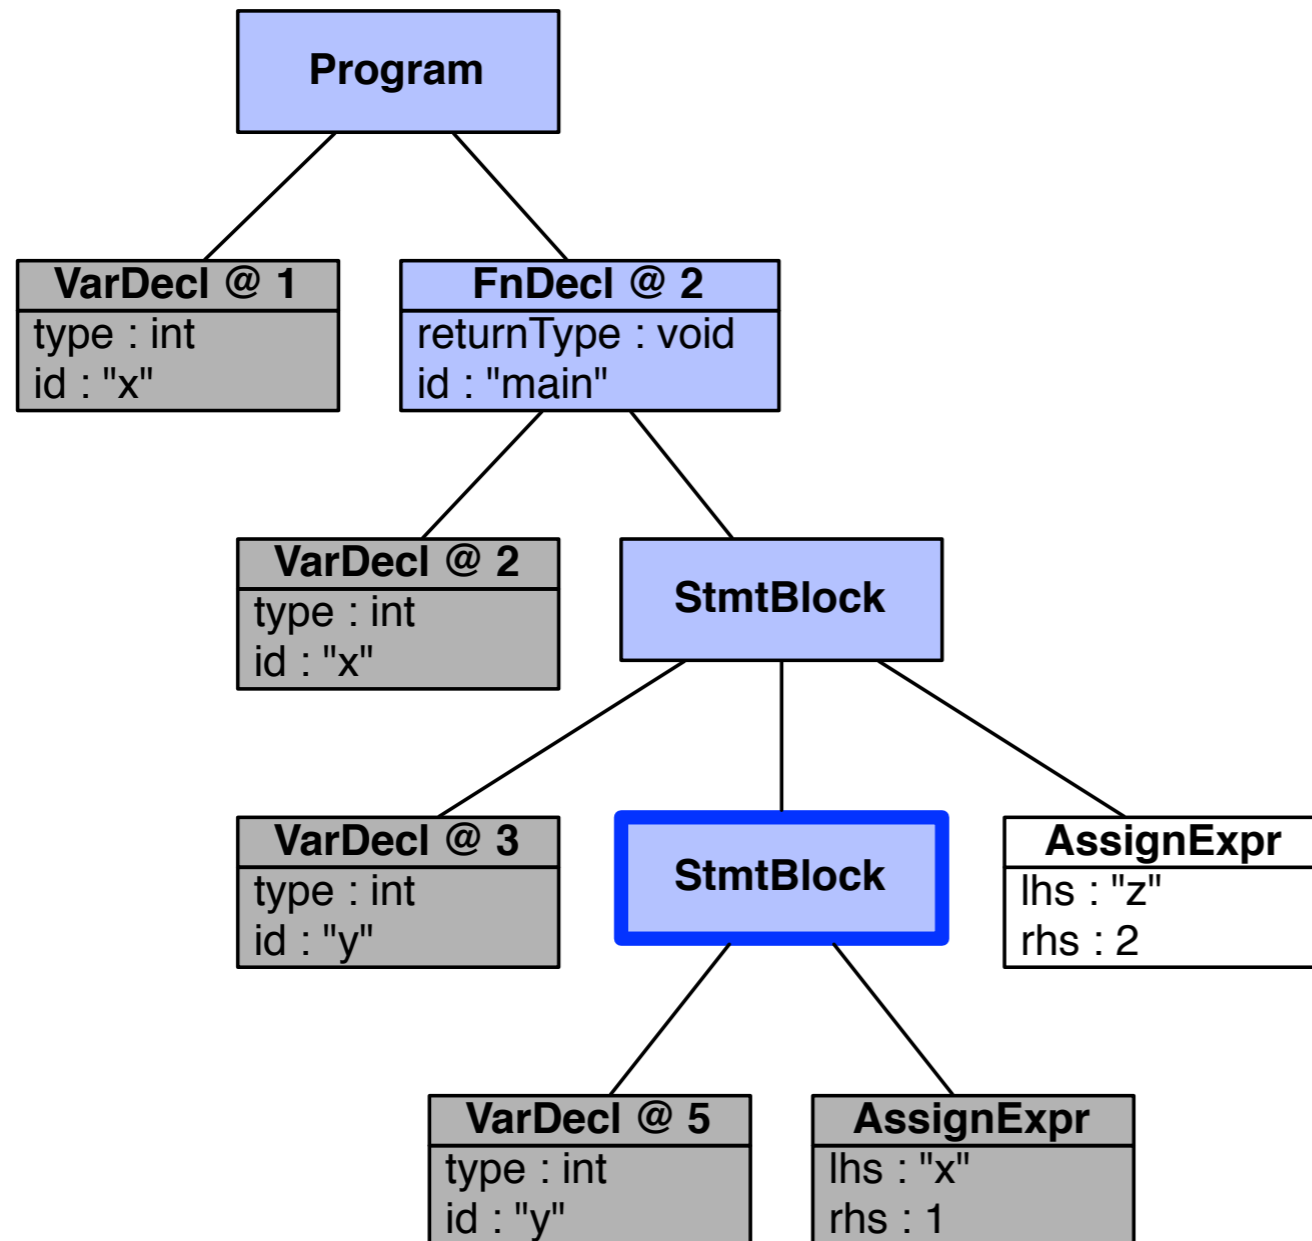 Program
VarDecl @ 1
type : int
id : "x"
FnDecl @ 2
returnType : void
id : "main"
VarDecl @ 2
type : int
id : "x"
StmtBlock
VarDecl @ 3
type : int
id : "y"
StmtBlock
AssignExpr
lhs : "z"
rhs : 2
VarDecl @ 5
type : int
id : "y"
AssignExpr
lhs : "x"
rhs : 1